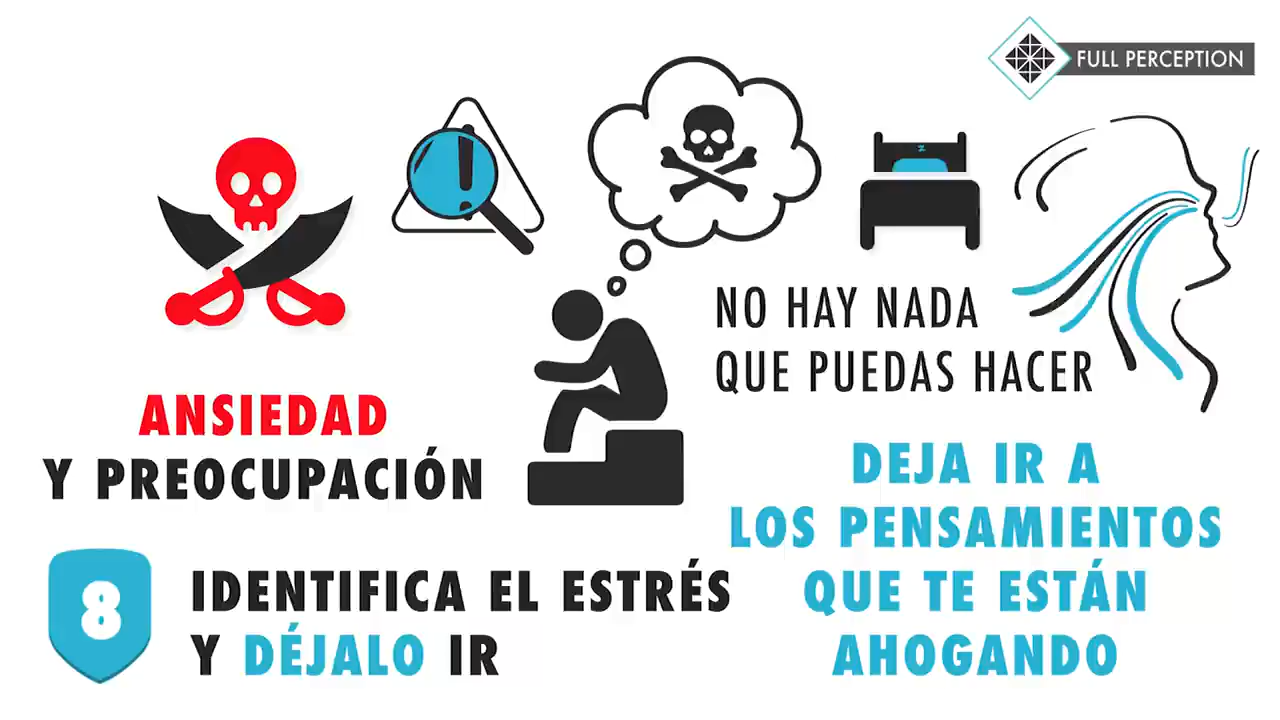 FULL PERCEPTION
z
NO HAY NADA
QUE PUEDAS HACER
ANSIEDAD
Y PREOCUPACIÓN
DEJA IR A
LOS PENSAMIENTOS
QUE TE ESTÁN
AHOGANDO
8
IDENTIFICA EL ESTRÉS
Y DÉJALO IR